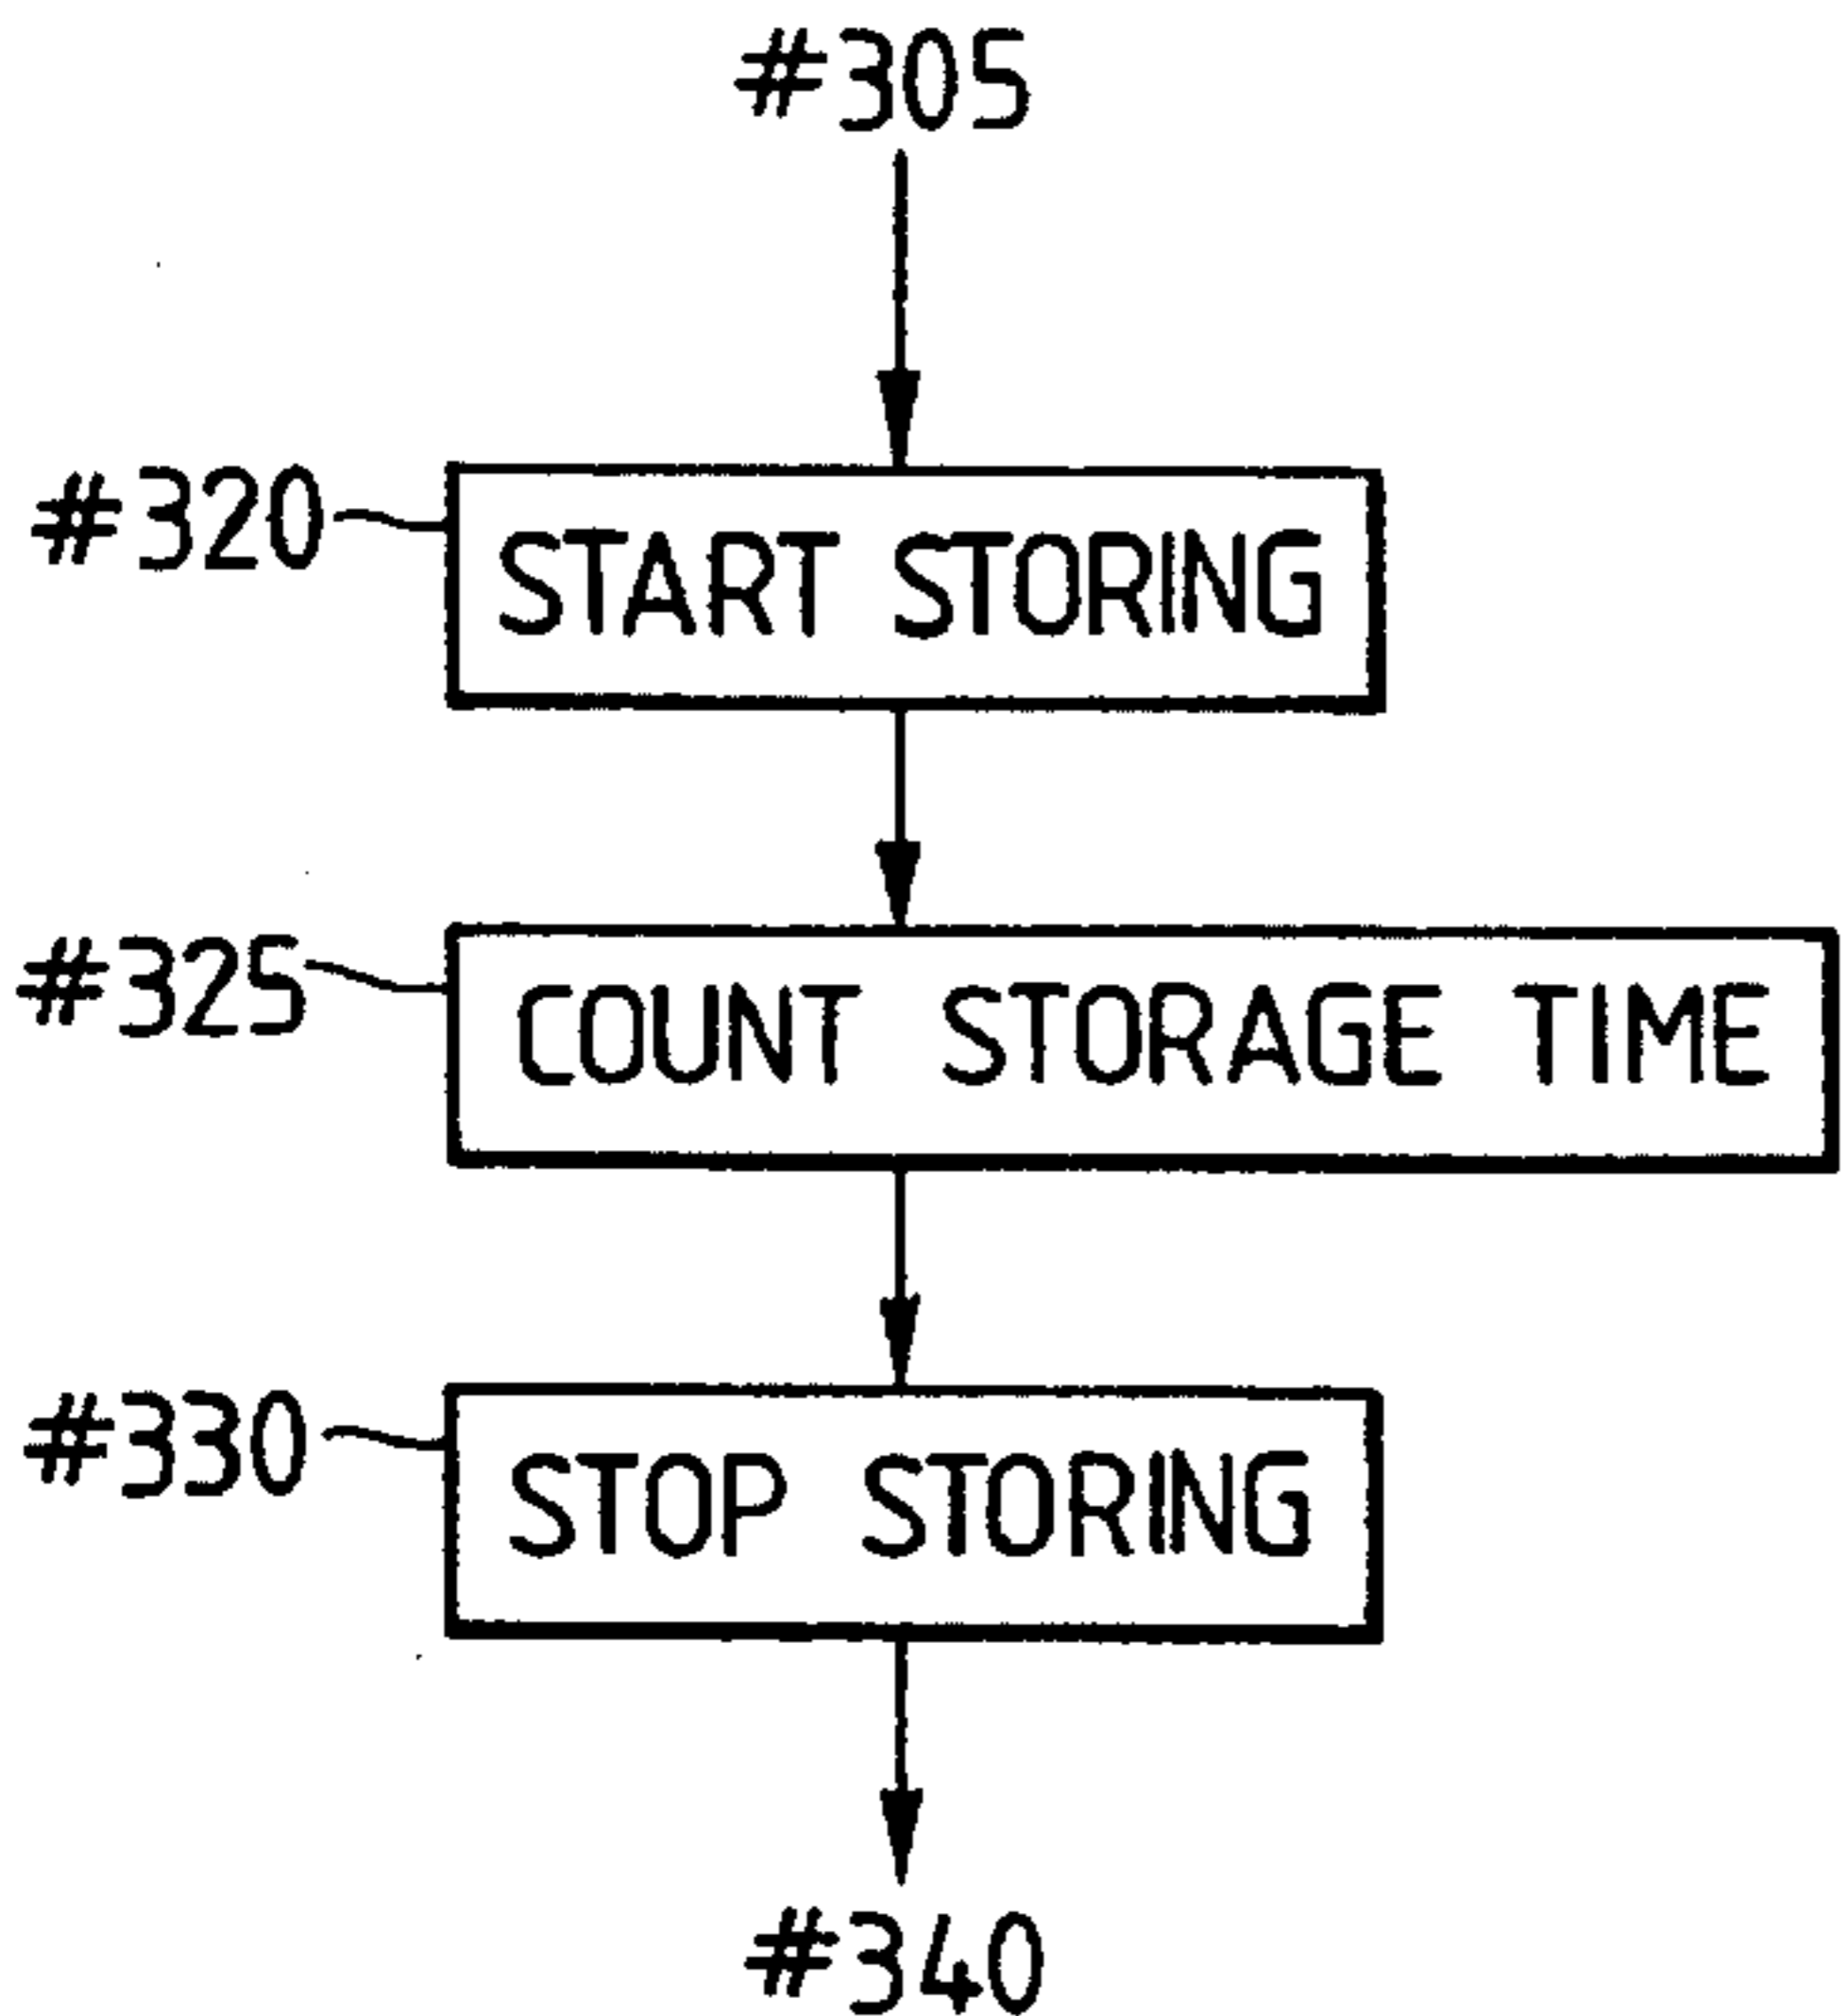 #305
#320
START STORING
#325
COUNT STORAGE TIME
#330
STOP STORING
#340